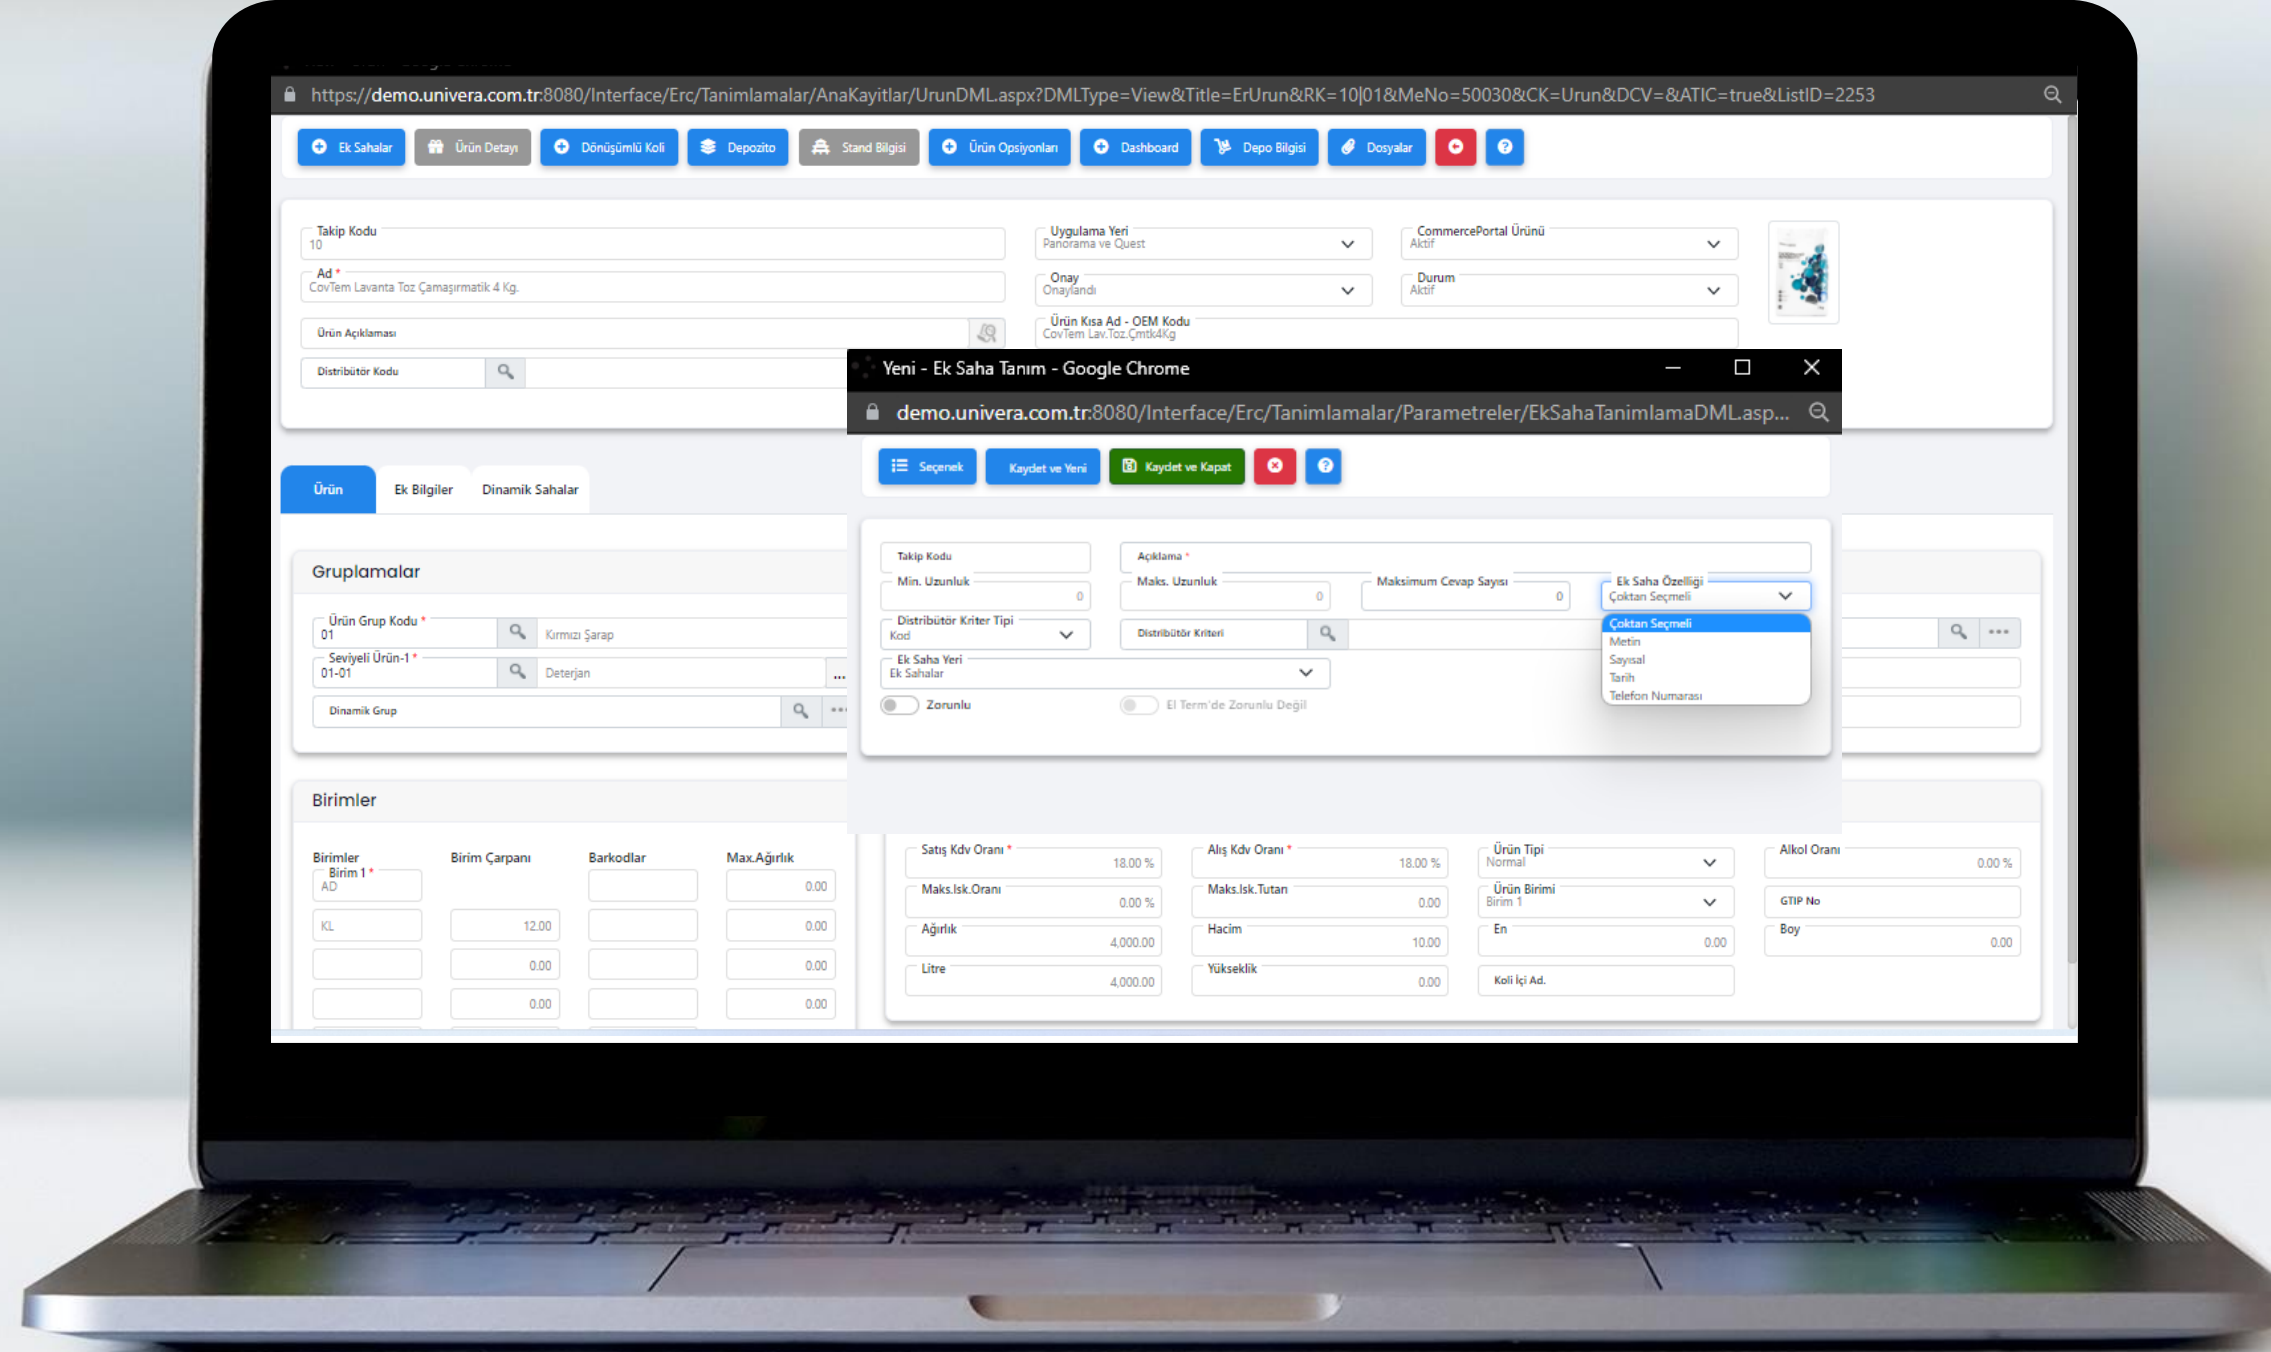 https://demo.univera.com.tr:8080/Interface/Erc/Tanimlamalar/AnaKayitlar/UrunDML.aspx?DMLType=View&Title=ErUrun&RK=10|01&MeNo=50030&CK=Urun&DCV=&ATIC=true&ListID=2253
Ek Sahalar Ürün Detayı Dönüşümlü Koli Depozito Stand Bilgisi Ürün Opsiyonları Dashboard Depo Bilgisi Dosyalar
Takip Kodu
10
Uygulama Yeri
Panorama ve Quest
CommercePortal Ürünü
Aktif
Ad *
CovTem Lavanta Toz Çamaşırmatik 4 Kg.
Onay
Onaylandı
Durum
Aktif
Ürün Açıklaması
Ürün Kısa Ad - OEM Kodu
CovTem Lav.Toz.Çmtk4Kg
Distribütör Kodu
Yeni - Ek Saha Tanım - Google Chrome
demo.univera.com.tr:8080/Interface/Erc/Tanimlamalar/Parametreler/EkSahaTanimlamaDML.asp...
Seçenek Kaydet ve Yeni Kaydet ve Kapat
Takip Kodu
Açıklama *
Min. Uzunluk
0
Maks. Uzunluk
0
Maksimum Cevap Sayısı
0
Ek Saha Özelliği
Çoktan Seçmeli
Çoktan Seçmeli
Metin
Sayısal
Tarih
Telefon Numarası
Distribütör Kriter Tipi
Kod
Distribütör Kriteri
Ek Saha Yeri
Ek Sahalar
Zorunlu
El Term'de Zorunlu Değil
Ürün Ek Bilgiler Dinamik Sahalar
Gruplamalar
Ürün Grup Kodu *
01
Kırmızı Şarap
Seviyeli Ürün-1 *
01-01
Deterjan
...
Dinamik Grup
Birimler
Birimler Birim Çarpanı Barkodlar Max.Ağırlık
Birim 1 *
AD
0.00
KL 12.00 0.00
0.00 0.00
0.00 0.00
Satış Kdv Oranı *
18.00 %
Alış Kdv Oranı *
18.00 %
Ürün Tipi
Normal
Alkol Oranı
0.00 %
Maks.Isk.Oranı
0.00 %
Maks.Isk.Tutarı
0.00
Ürün Birimi
Birim 1
GTIP No
Ağırlık
4,000.00
Hacim
10.00
En
0.00
Boy
0.00
Litre
4,000.00
Yükseklik
0.00
Koli İçi Ad.